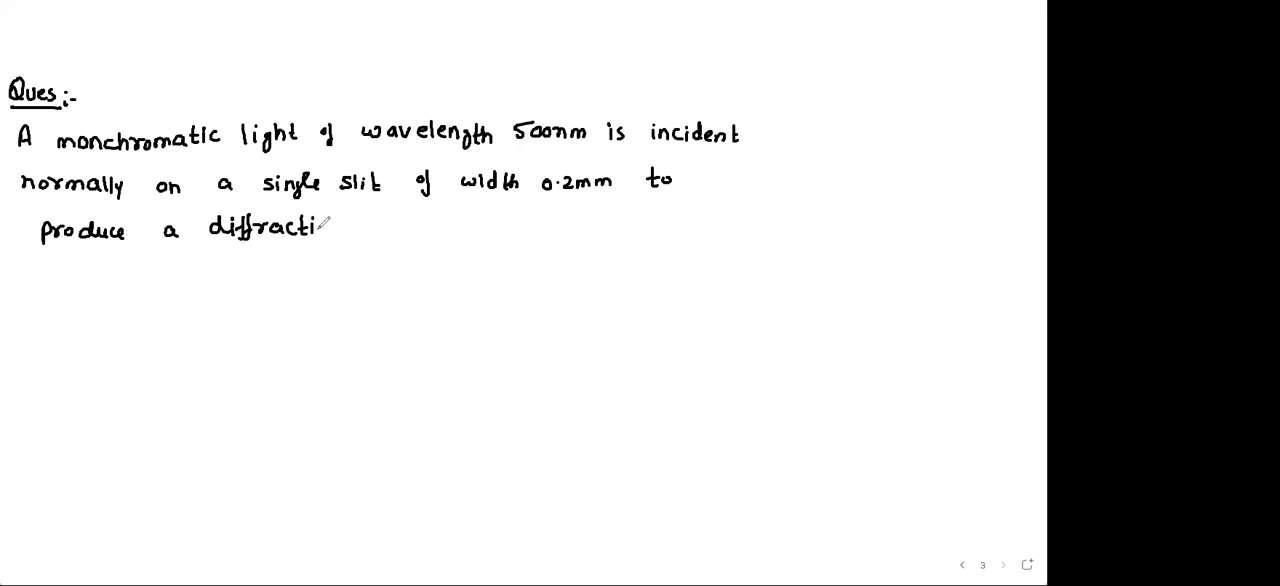 Ques:-
A monchromatic light of wavelength 500nm is incident
normally on a single slit of width 0.2mm to
produce a diffracti
3